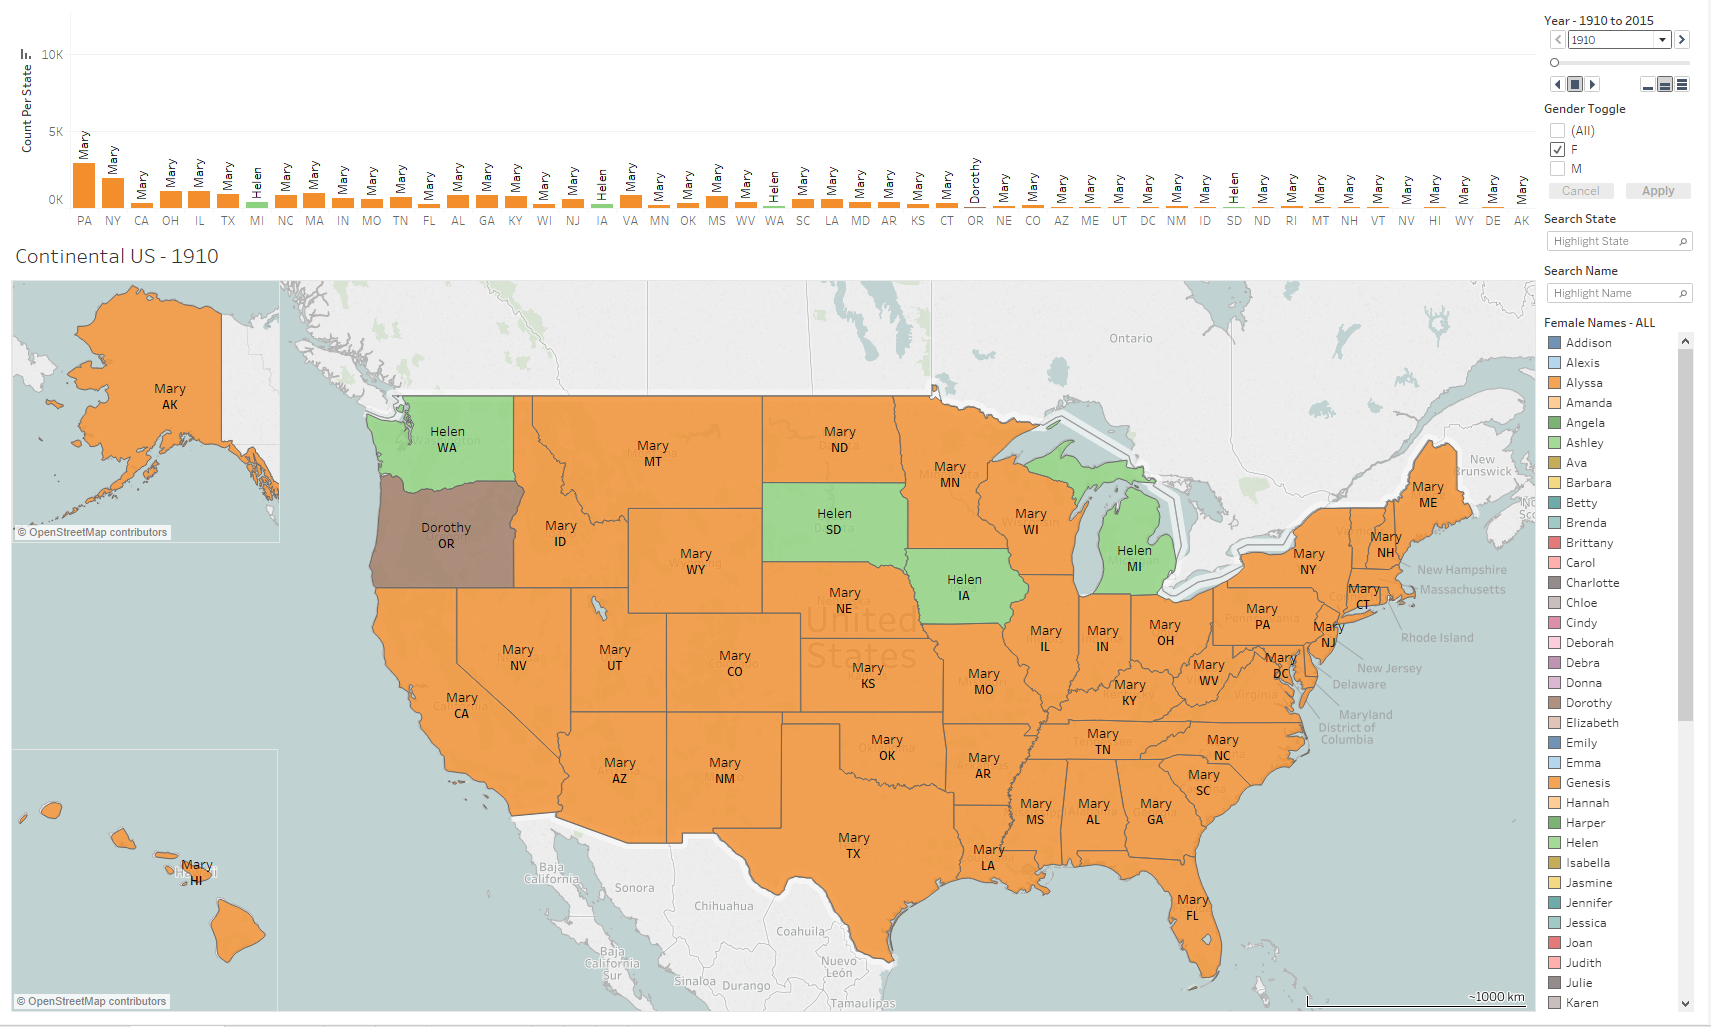 Year - 1910 to 2015
1910
Gender Toggle
(All)
F
M
Cancel Apply
Search State
Highlight State
Search Name
Highlight Name
Female Names - ALL
Addison
Alexis
Alyssa
Amanda
Angela
Ashley
Ava
Barbara
Betty
Brenda
Brittany
Carol
Charlotte
Chloe
Cindy
Deborah
Debra
Donna
Dorothy
Elizabeth
Emily
Emma
Genesis
Hannah
Harper
Helen
Isabella
Jasmine
Jennifer
Jessica
Joan
Judith
Julie
Karen
Count Per State
10K
5K
0K
Mary Mary Mary Mary Mary Mary Helen Mary Mary Mary Mary Mary Mary Mary Mary Mary Mary Mary Helen Mary Mary Mary Mary Mary Helen Mary Mary Mary Mary Mary Mary Dorothy Mary Mary Mary Mary Mary Mary Mary Mary Helen Mary Mary Mary Mary Mary Mary Mary Mary Mary Mary
PA NY CA OH IL TX MI NC MA IN MO TN FL AL GA KY WI NJ IA VA MN OK MS WV WA SC LA MD AR KS CT OR NE CO AZ ME UT DC NM ID SD ND RI MT NH VT NV HI WY DE AK
Continental US - 1910
Mary
AK
© OpenStreetMap contributors
Mary
HI
© OpenStreetMap contributors
Ontario
New
Brunswick
Helen
WA
Mary
MT
Mary
ND
Mary
MN
Mary
ME
Dorothy
OR
Mary
ID
Helen
SD
Mary
WI
Mary
WY
Helen
MI
Mary
NH
Mary
NY
New Hampshire
Massachusetts
Helen
IA
Mary
NE
Mary
CT
Rhode Island
United
States
Mary
PA
Mary
NJ
New Jersey
Mary
NV
Mary
UT
Mary
CO
Mary
KS
Mary
MO
Mary
IL
Mary
IN
Mary
OH
Mary
WV
Mary
DC
Delaware
Maryland
District of
Columbia
Virginia
Mary
CA
Mary
KY
Mary
TN
Mary
NC
Mary
AZ
Mary
NM
Mary
OK
Mary
AR
Mary
SC
Mary
MS
Mary
AL
Mary
GA
Mary
TX
Mary
LA
Mary
FL
Baja
California
Sonora
Chihuahua
Coahuila
Baja
California
Sur
Sinaloa
Durango
Nuevo
León
Tamaulipas
~1000 km